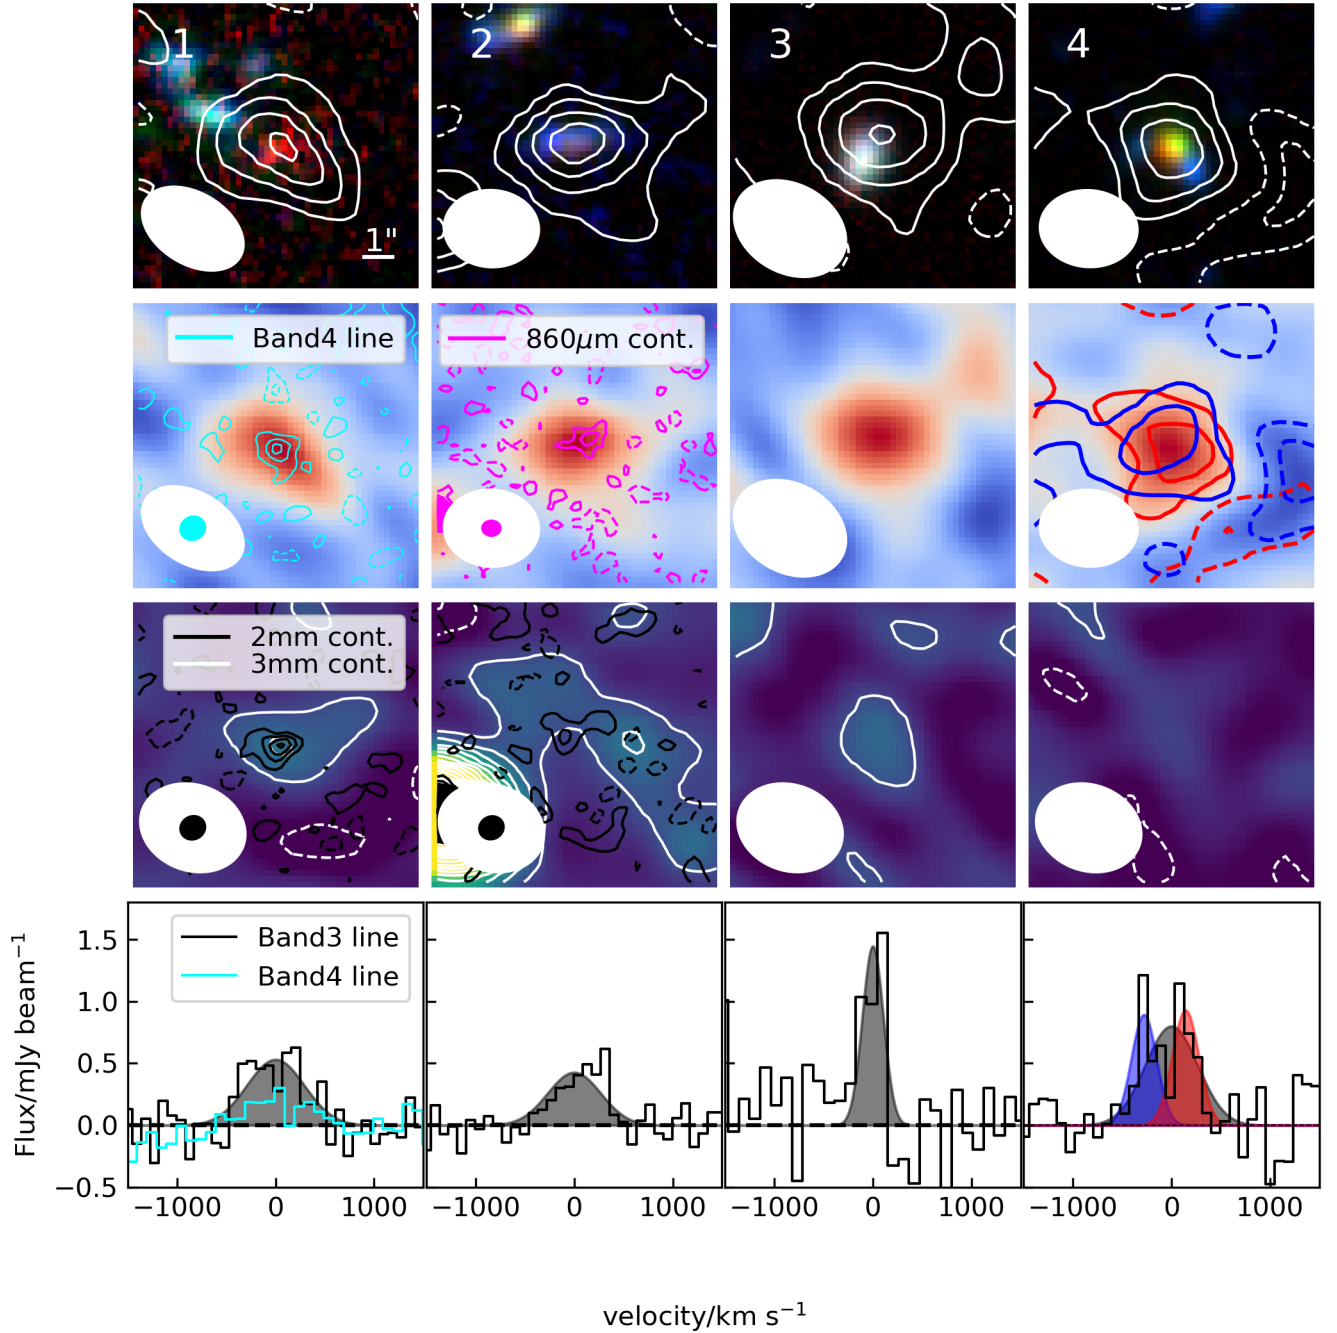 1
2
3
4
1"
Band4 line
860μm cont.
2mm cont.
3mm cont.
Flux/mJy beam⁻¹
1.5
1.0
0.5
0.0
−0.5
Band3 line
Band4 line
−1000 0 1000
−1000 0 1000
−1000 0 1000
−1000 0 1000
velocity/km s⁻¹